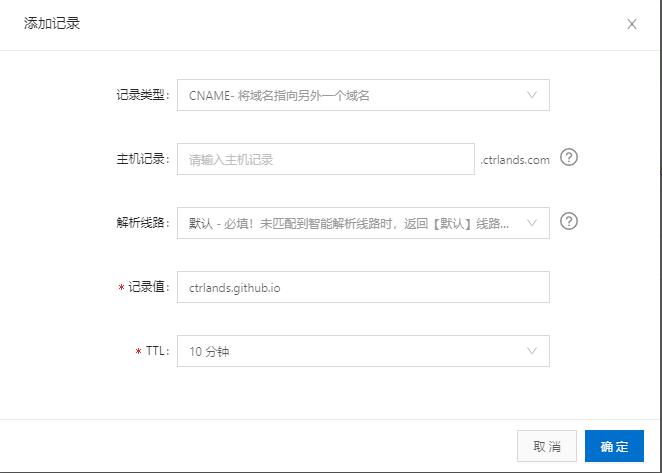 添加记录
记录类型: CNAME- 将域名指向另外一个域名
主机记录: 请输入主机记录 .ctrlands.com ?
解析线路: 默认 - 必填！未匹配到智能解析线路时，返回【默认】线路... ?
* 记录值: ctrlands.github.io
* TTL: 10 分钟
取消 确定